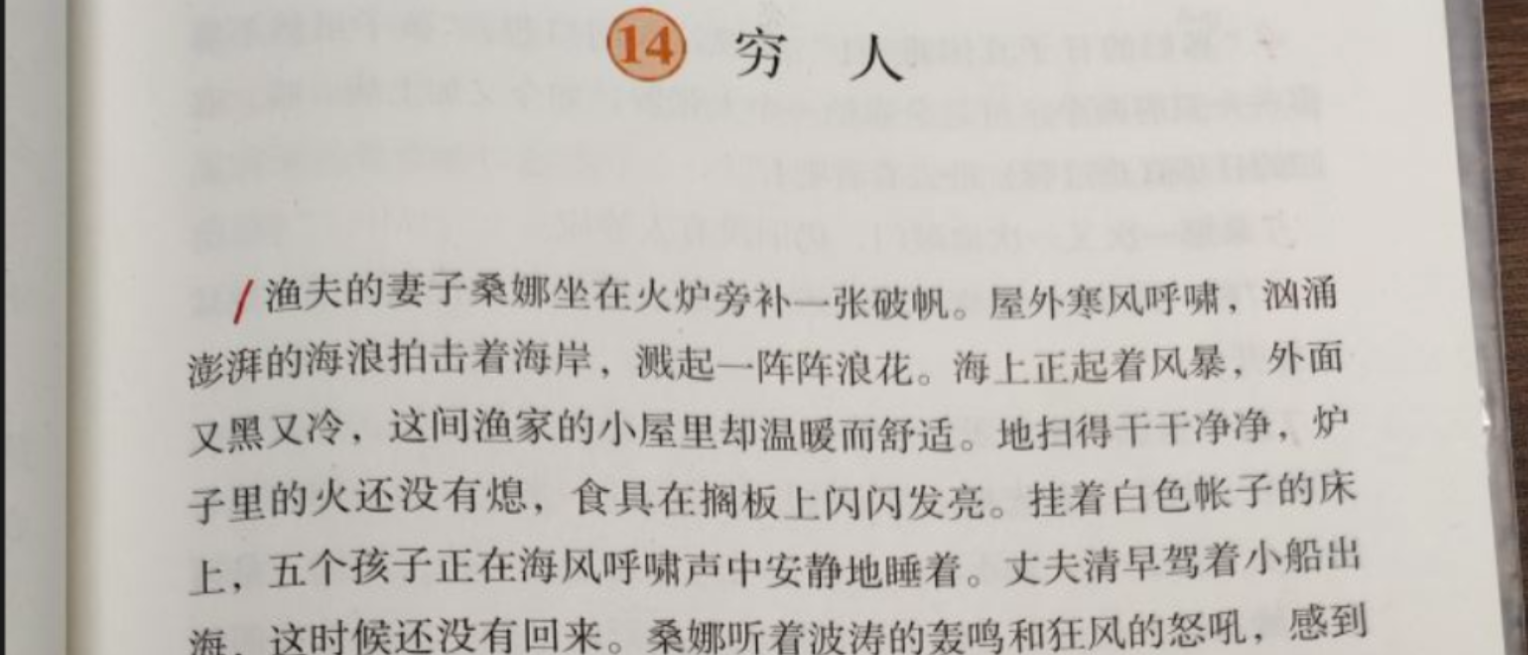 14 穷 人
渔夫的妻子桑娜坐在火炉旁补一张破帆。屋外寒风呼啸，汹涌
澎湃的海浪拍击着海岸，溅起一阵阵浪花。海上正起着风暴，外面
又黑又冷，这间渔家的小屋里却温暖而舒适。地扫得干干净净，炉
子里的火还没有熄，食具在搁板上闪闪发亮。挂着白色帐子的床
上，五个孩子正在海风呼啸声中安静地睡着。丈夫清早驾着小船出
海，这时候还没有回来。桑娜听着波涛的轰鸣和狂风的怒吼，感到